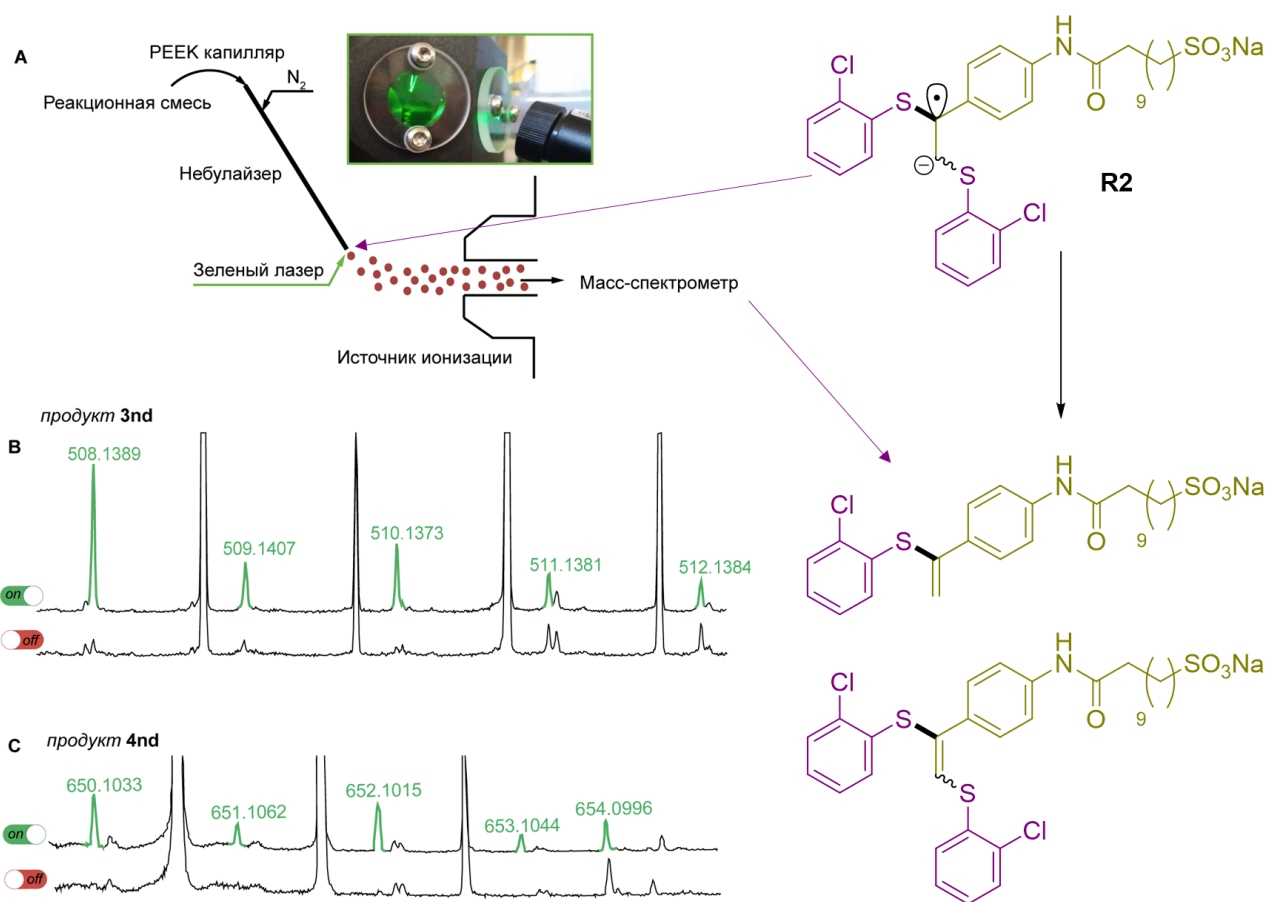 A
PEEK капилляр
N2
Реакционная смесь
Небулайзер
Зеленый лазер
Масс-спектрометр
Источник ионизации
Cl
S
H
N
O
9
SO3Na
S
Cl
R2
продукт 3nd
B
508.1389
509.1407
510.1373
511.1381
512.1384
on
off
Cl
S
H
N
O
9
SO3Na
продукт 4nd
C
650.1033
651.1062
652.1015
653.1044
654.0996
on
off
Cl
S
H
N
O
9
SO3Na
S
Cl